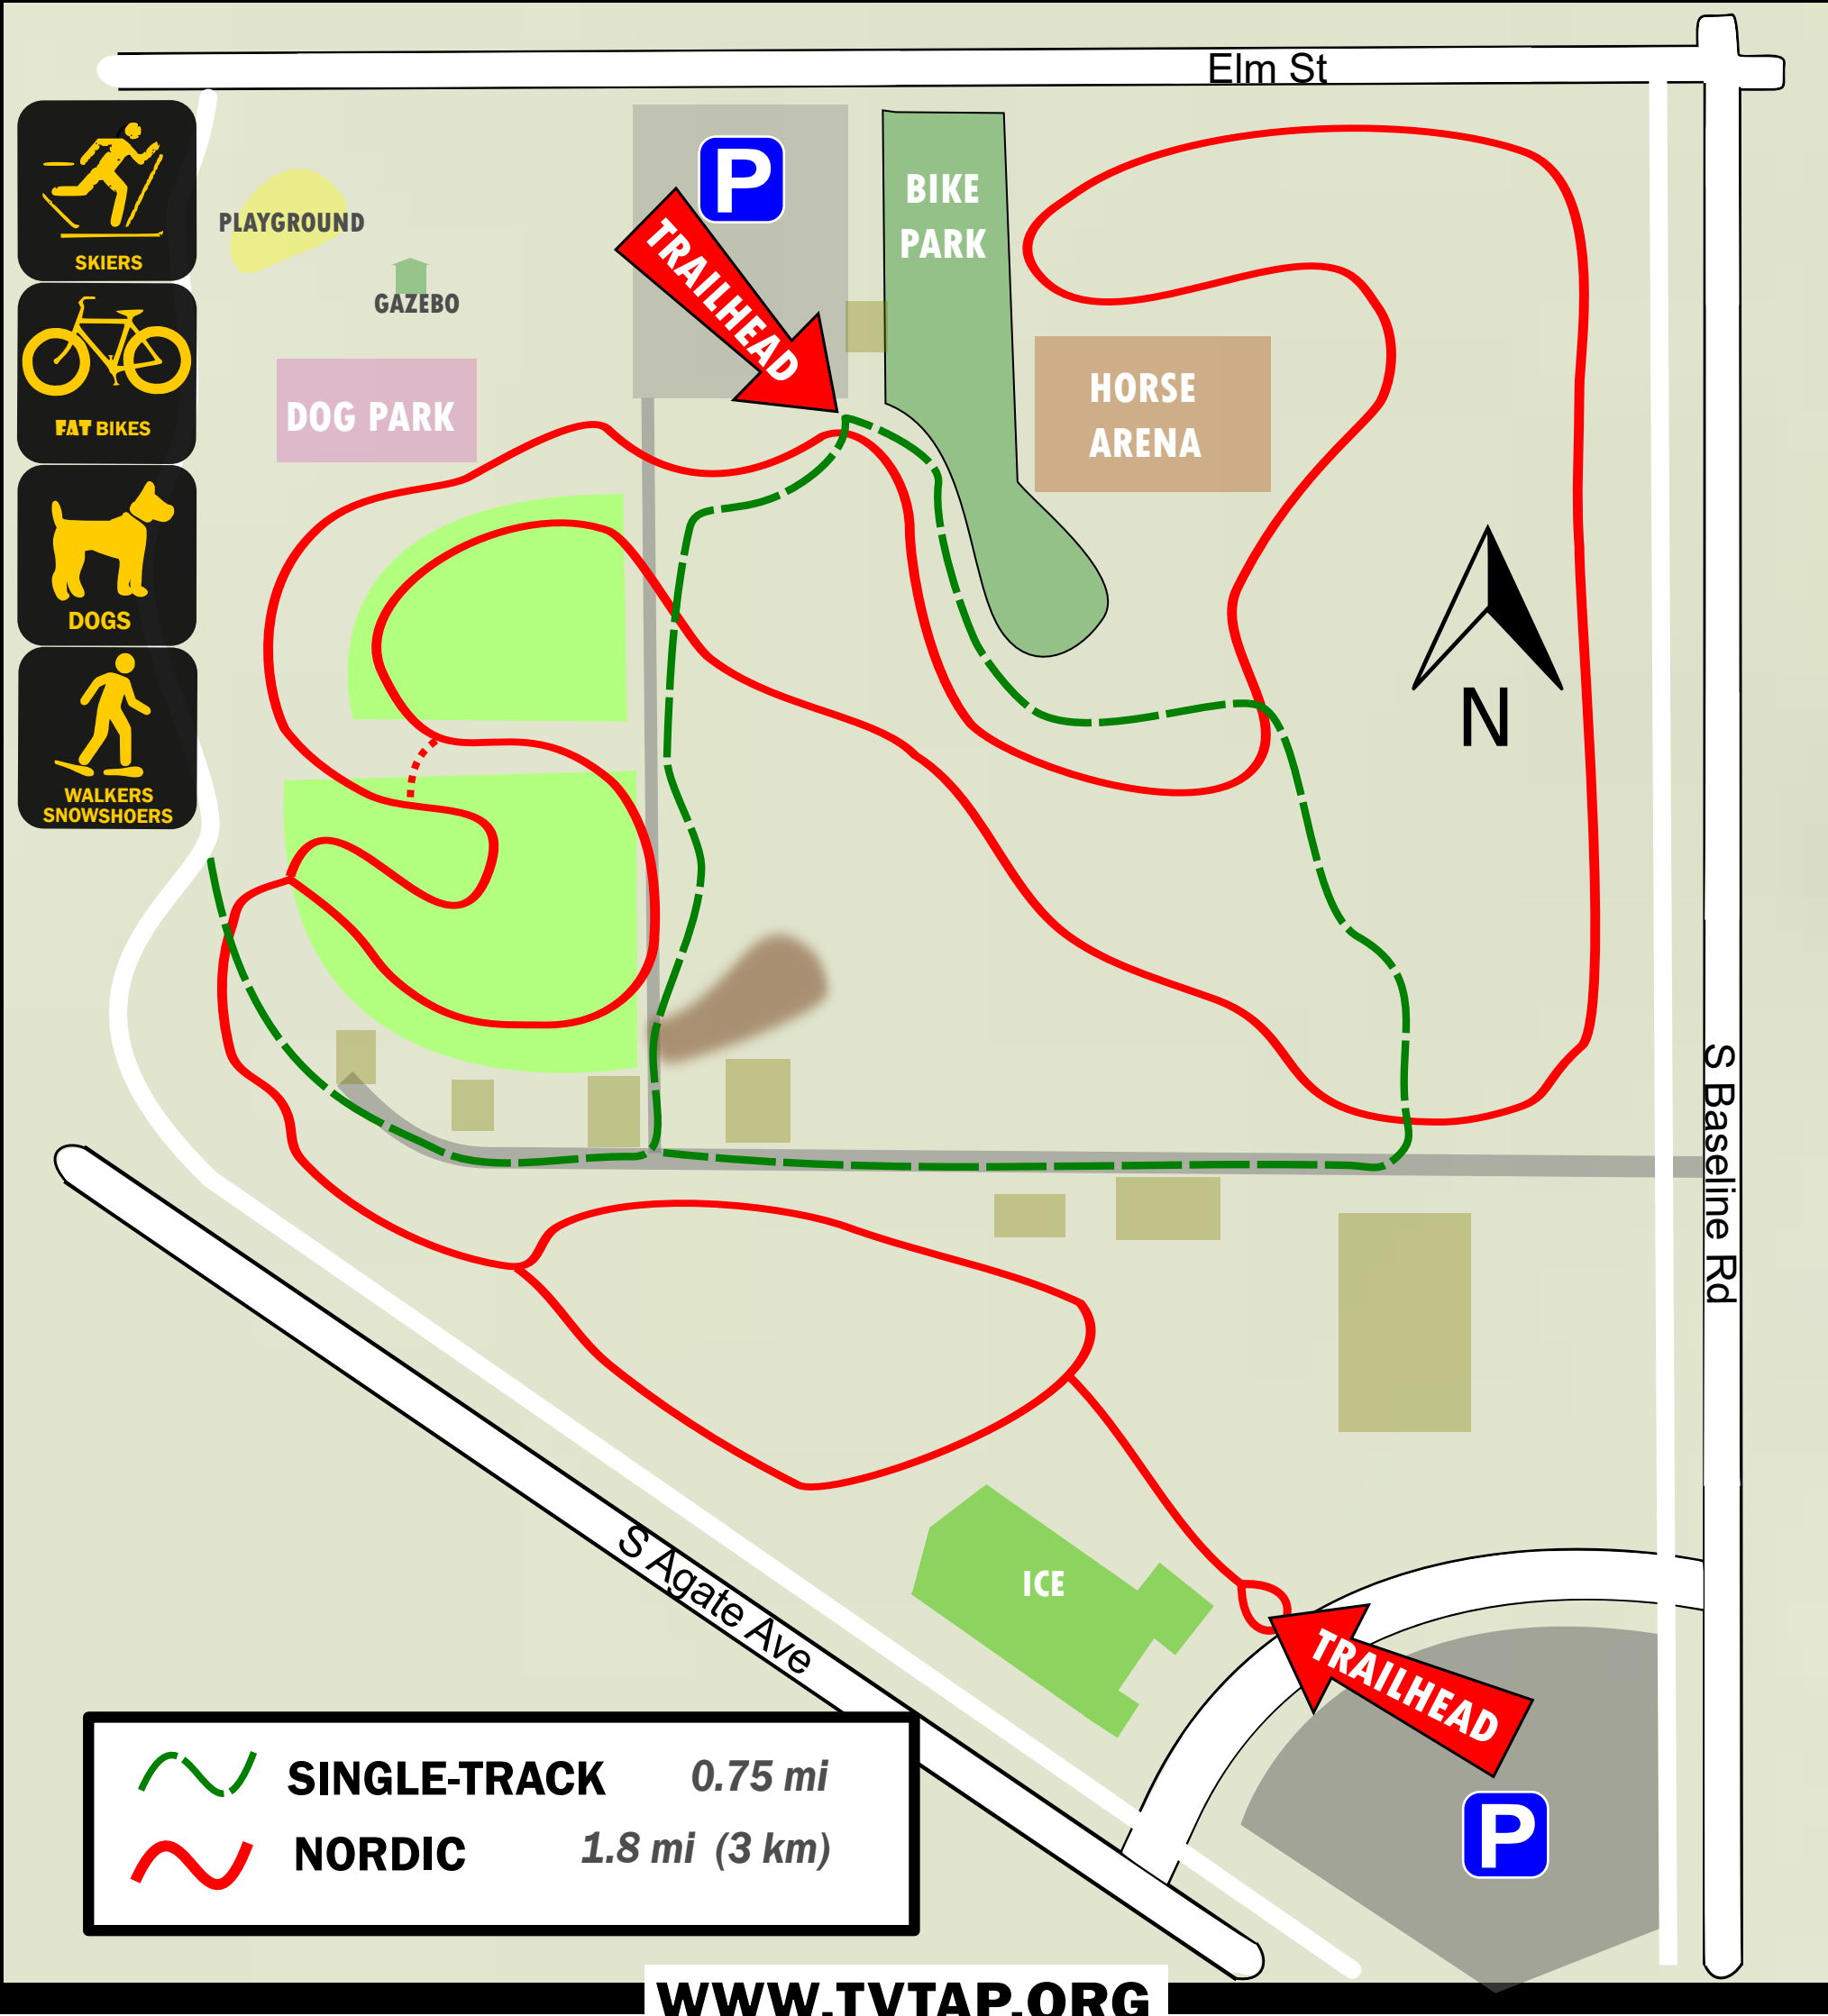 Elm St
SKIERS
FAT BIKES
DOGS
WALKERS
SNOWSHOERS
PLAYGROUND
GAZEBO
DOG PARK
P
TRAILHEAD
BIKE
PARK
HORSE
ARENA
N
S Baseline Rd
S Agate Ave
ICE
TRAILHEAD
P
SINGLE-TRACK 0.75 mi
NORDIC 1.8 mi (3 km)
WWW.TVTAP.ORG